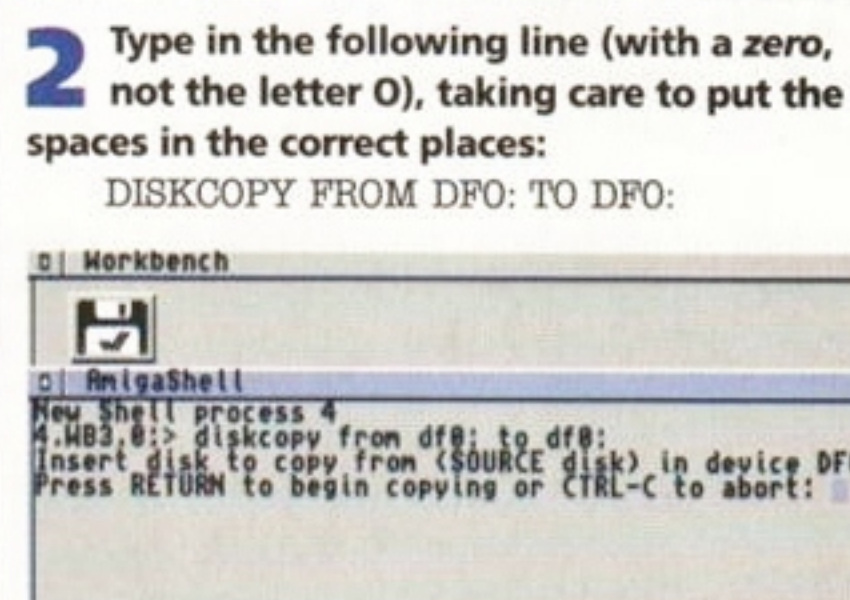 2 Type in the following line (with a zero,
not the letter O), taking care to put the
spaces in the correct places:
DISKCOPY FROM DF0: TO DF0:
Workbench
AmigaShell
New Shell process 4
4.WB3.0:> diskcopy from df0: to df0:
Insert disk to copy from (SOURCE disk) in device DF
Press RETURN to begin copying or CTRL-C to abort: